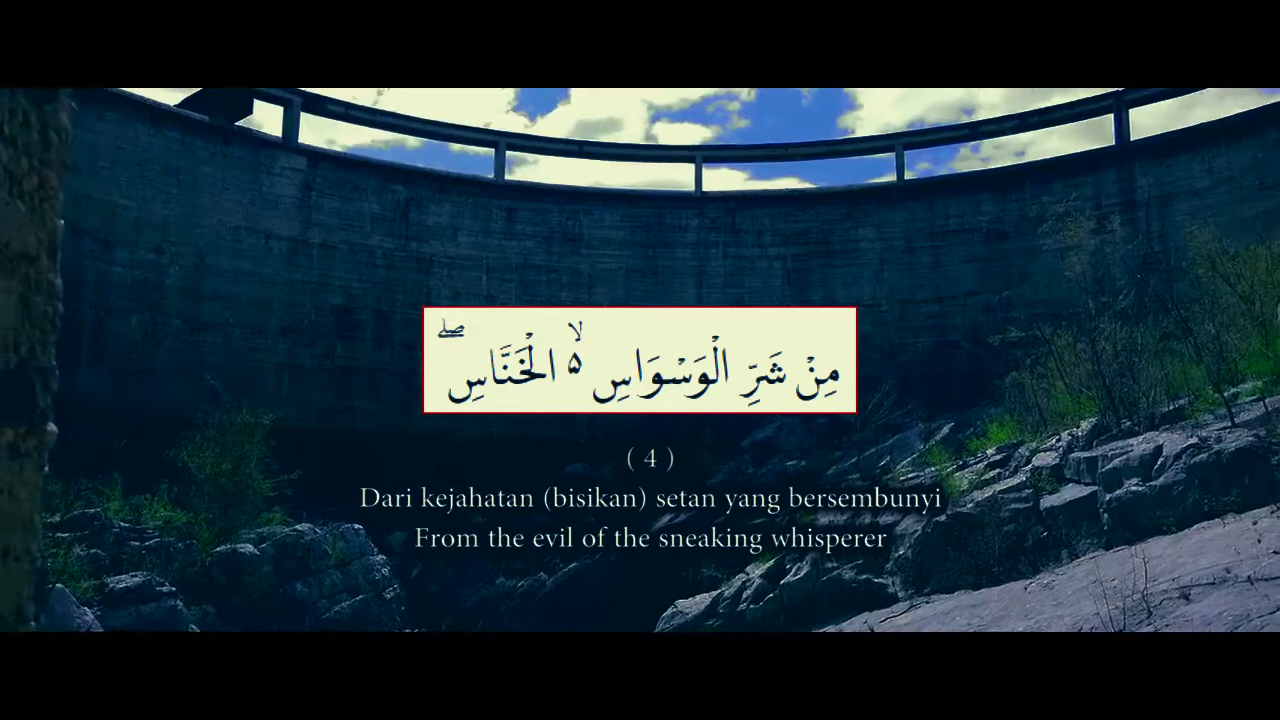 مِنْ شَرِّ الْوَسْوَاسِ ۵ۙ الْخَنَّاسِۖ
( 4 )
Dari kejahatan (bisikan) setan yang bersembunyi
From the evil of the sneaking whisperer